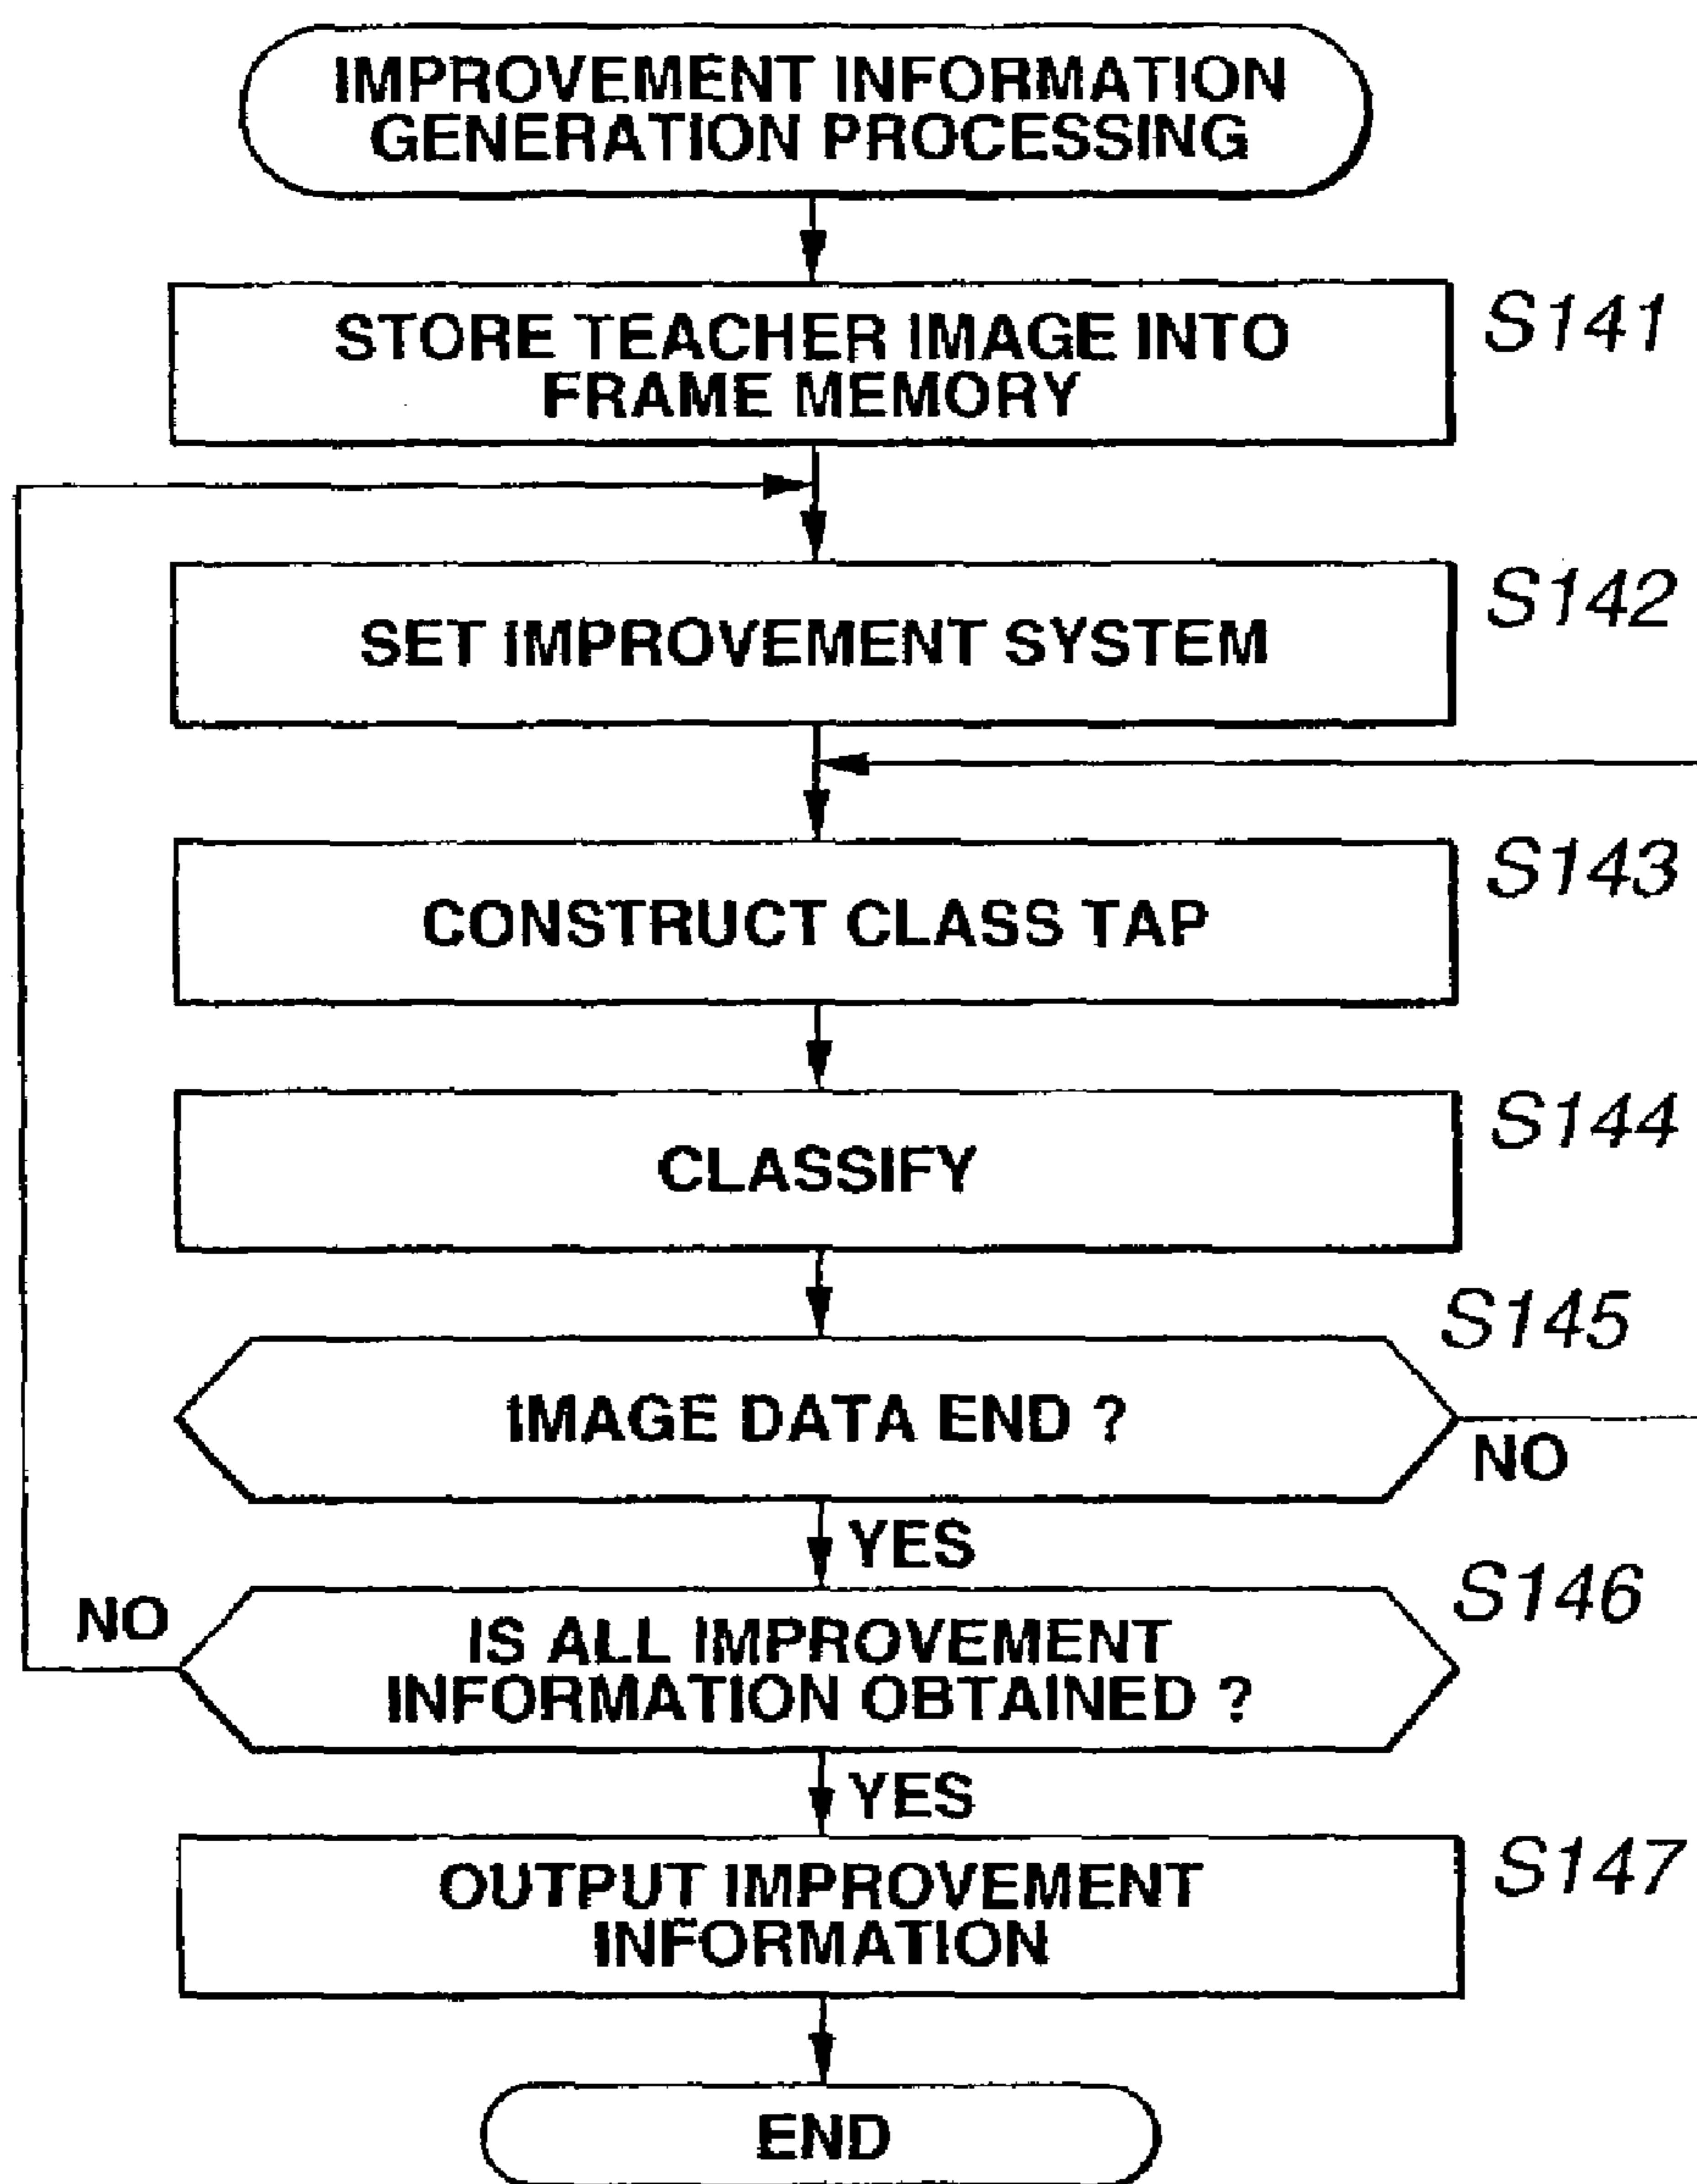 IMPROVEMENT INFORMATION
GENERATION PROCESSING
STORE TEACHER IMAGE INTO
FRAME MEMORY
S141
SET IMPROVEMENT SYSTEM
S142
CONSTRUCT CLASS TAP
S143
CLASSIFY
S144
IMAGE DATA END ?
S145
NO
YES
IS ALL IMPROVEMENT
INFORMATION OBTAINED ?
S146
NO
YES
OUTPUT IMPROVEMENT
INFORMATION
S147
END